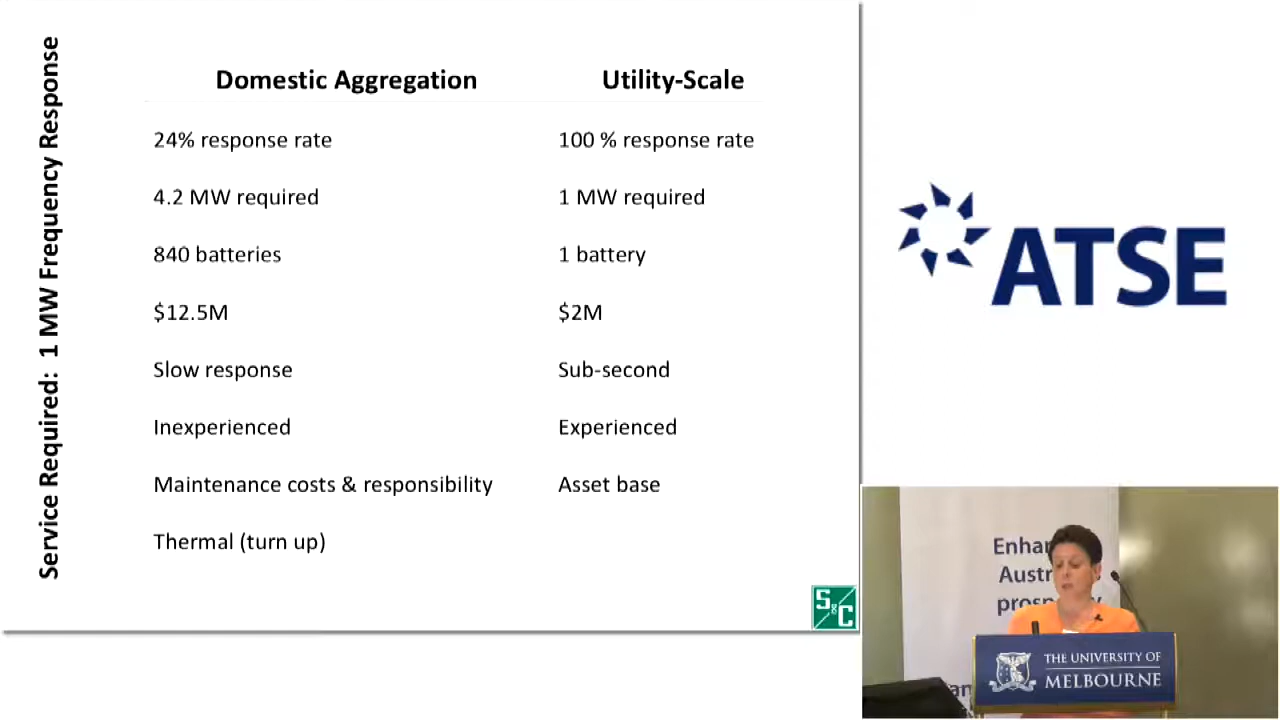 Service Required: 1 MW Frequency Response
Domestic Aggregation Utility-Scale
24% response rate 100 % response rate
4.2 MW required 1 MW required
840 batteries 1 battery
$12.5M $2M
Slow response Sub-second
Inexperienced Experienced
Maintenance costs & responsibility Asset base
Thermal (turn up)
S&C
ATSE
THE UNIVERSITY OF
MELBOURNE